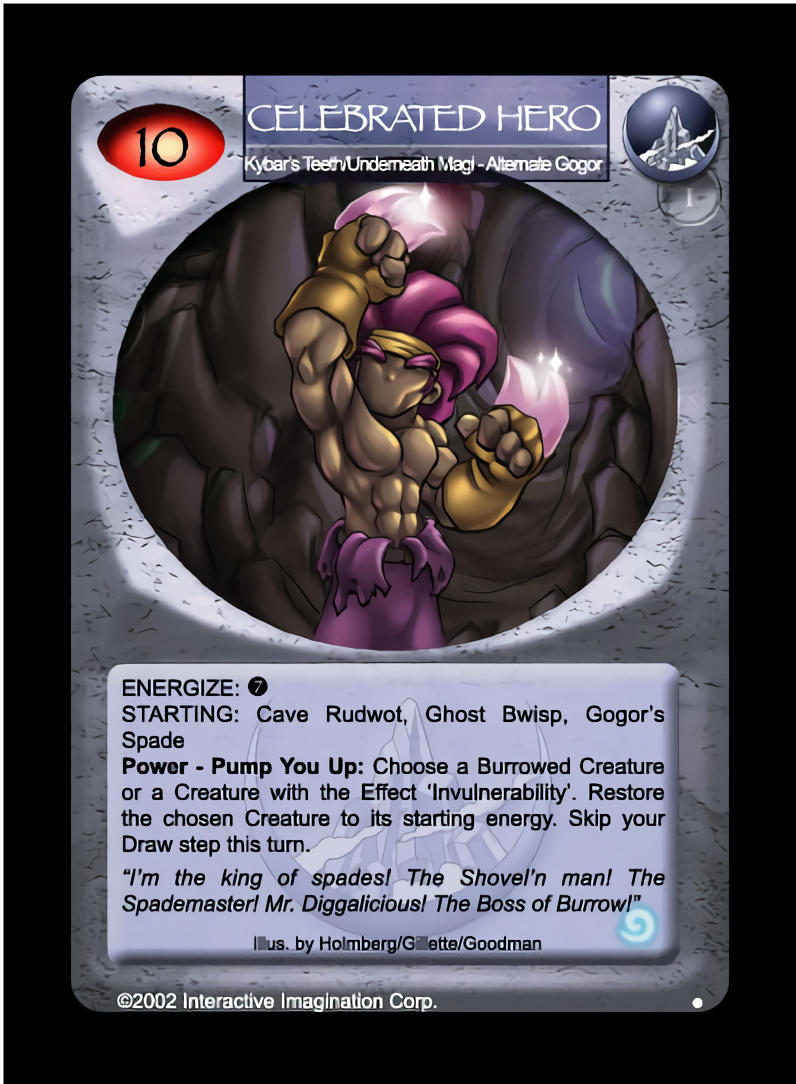 10
CELEBRATED HERO
Kybar's Teeth/Underneath Magi - Alternate Gogor
I
ENERGIZE: 7
STARTING: Cave Rudwot, Ghost Bwisp, Gogor's
Spade
Power - Pump You Up: Choose a Burrowed Creature
or a Creature with the Effect ‘Invulnerability’. Restore
the chosen Creature to its starting energy. Skip your
Draw step this turn.
“I'm the king of spades! The Shovel'n man! The
Spademaster! Mr. Diggalicious! The Boss of Burrow!”
Illus. by Holmberg/Gillette/Goodman
©2002 Interactive Imagination Corp.